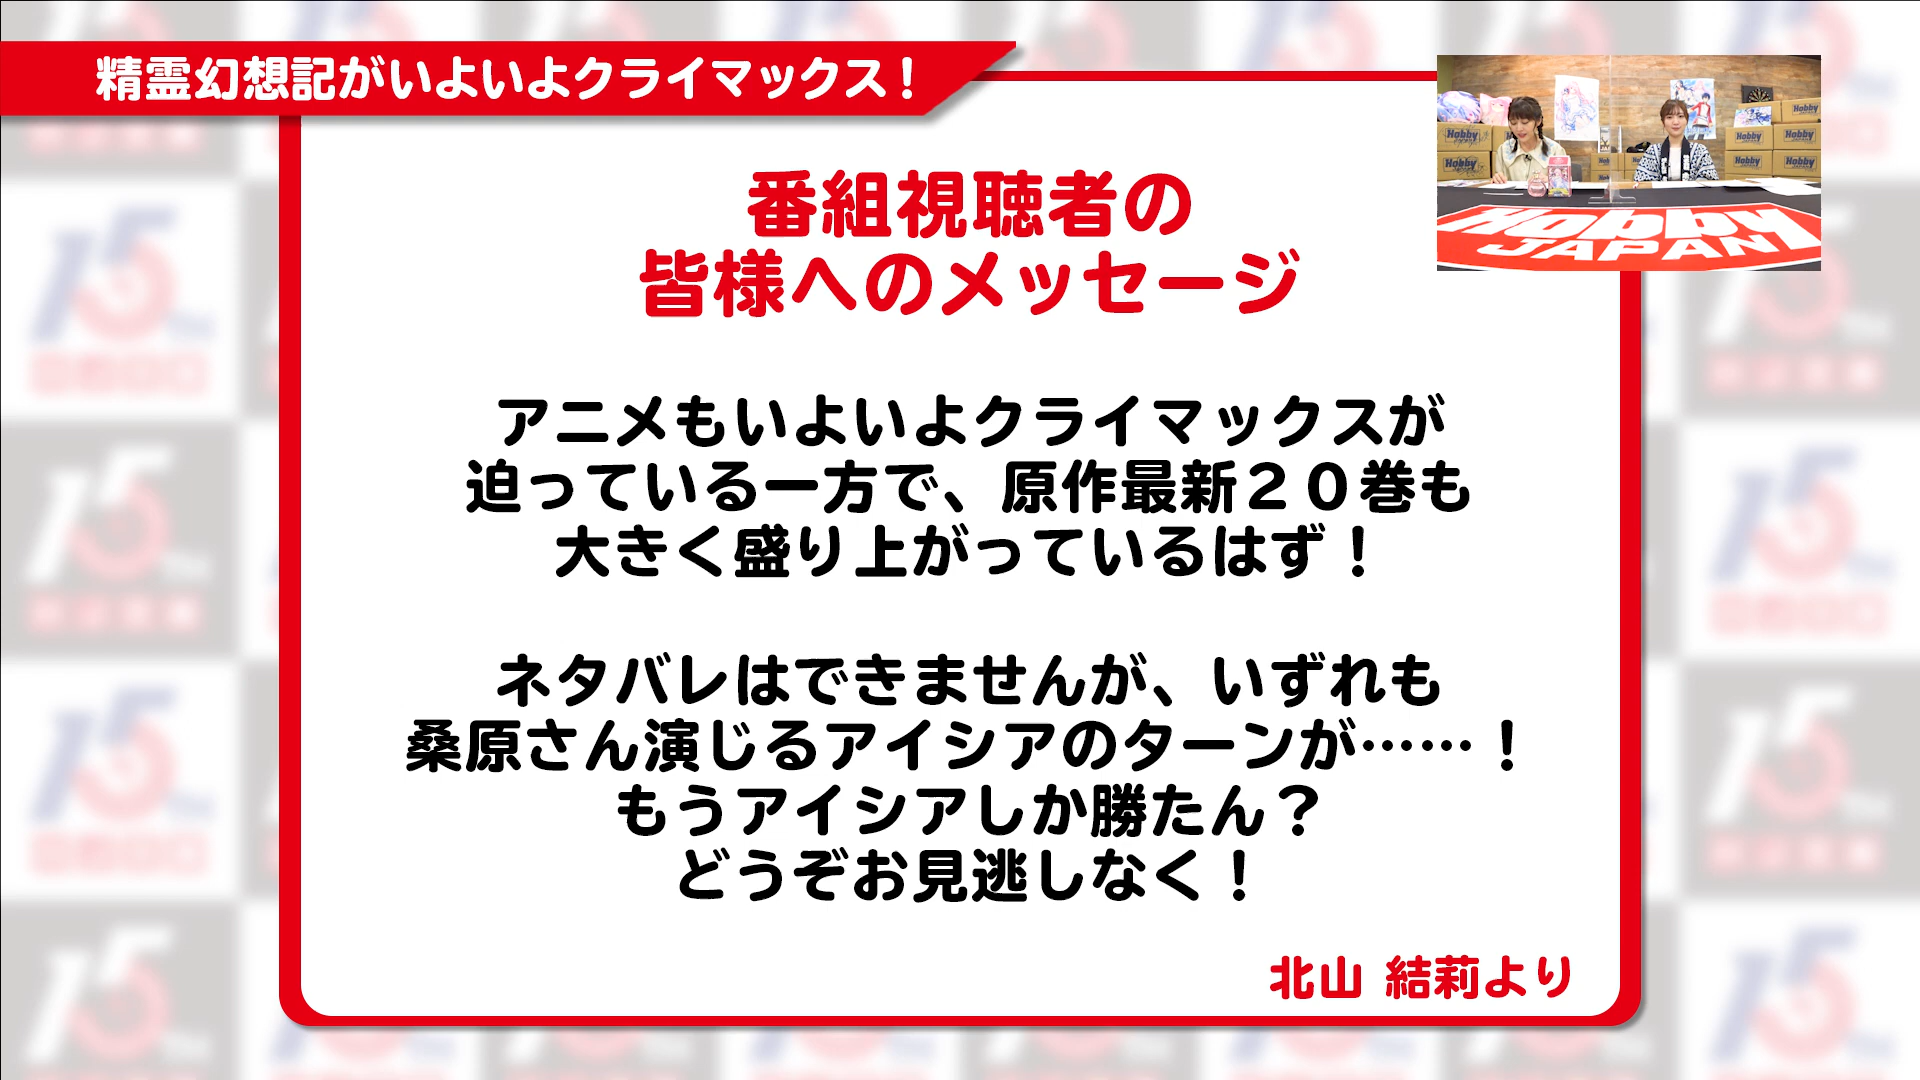 精霊幻想記がいよいよクライマックス！
番組視聴者の
皆様へのメッセージ
アニメもいよいよクライマックスが
迫っている一方で、原作最新２０巻も
大きく盛り上がっているはず！
ネタバレはできませんが、いずれも
桑原さん演じるアイシアのターンが……！
もうアイシアしか勝たん？
どうぞお見逃しなく！
北山 結莉より
Hobby
JAPAN